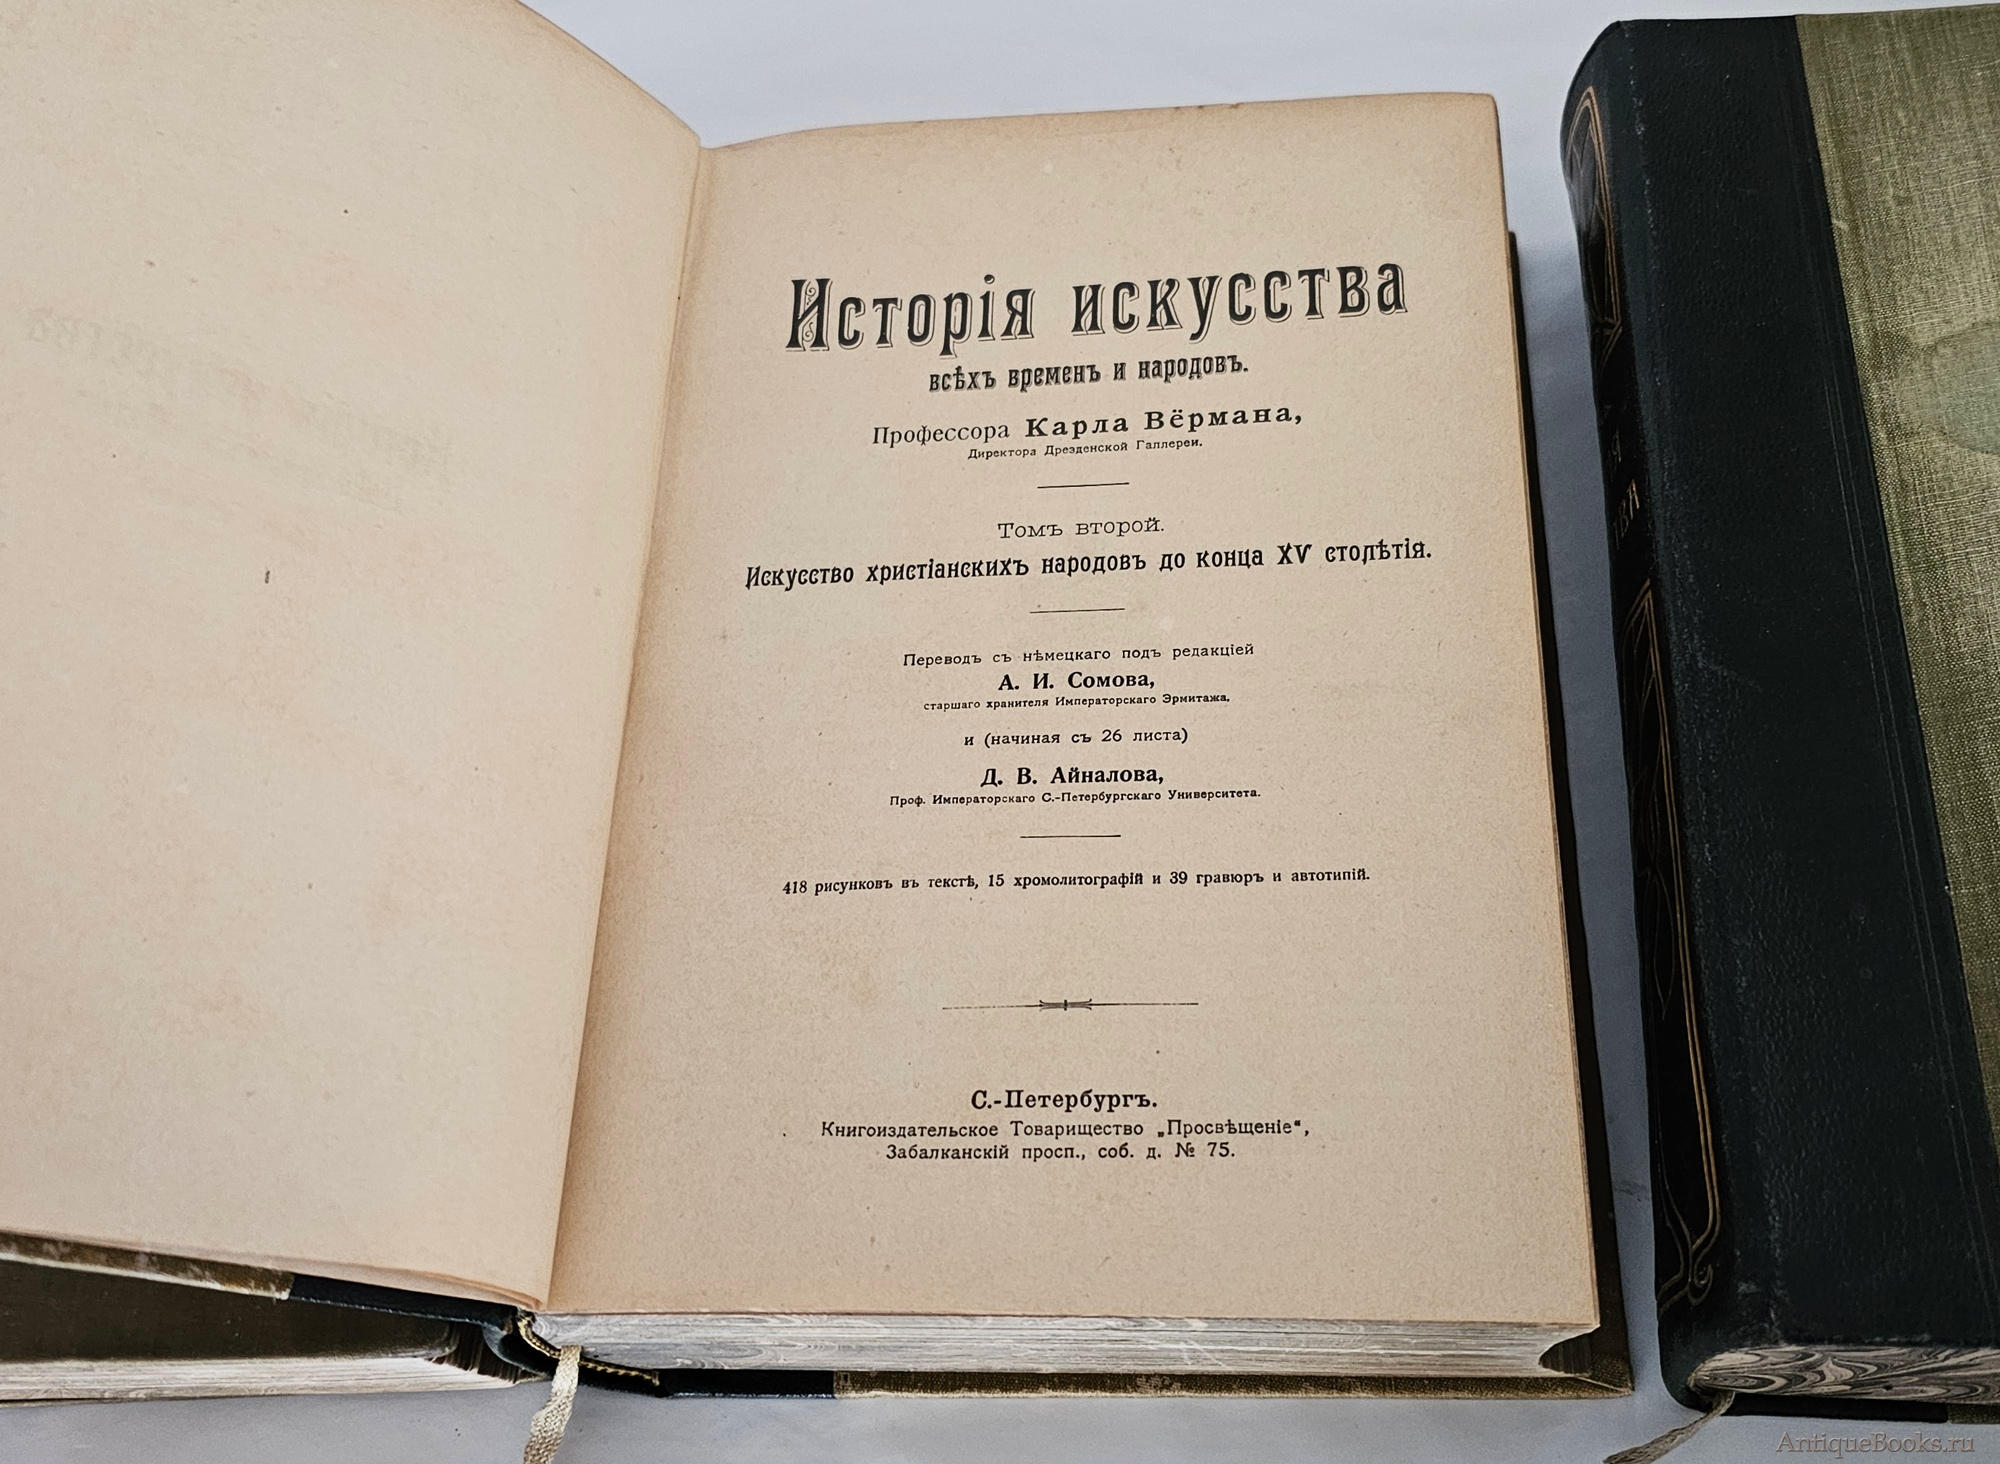 Исторія искусства
всѣхъ временъ и народовъ.
Профессора Карла Вёрмана,
Директора Дрезденской Галлереи.
Томъ второй.
Искусство христіанскихъ народовъ до конца XV столѣтія.
Переводъ съ нѣмецкаго подъ редакціей
А. И. Сомова,
старшаго хранителя Императорскаго Эрмитажа.
и (начиная съ 26 листа)
Д. В. Айналова,
Проф. Императорскаго С.-Петербургскаго Университета.
418 рисунковъ въ текстѣ, 15 хромолитографій и 39 гравюръ и автотипій.
С.-Петербургъ.
Книгоиздательское Товарищество „Просвѣщеніе“,
Забалканскій просп., соб. д. № 75.
AntiqueBooks.ru